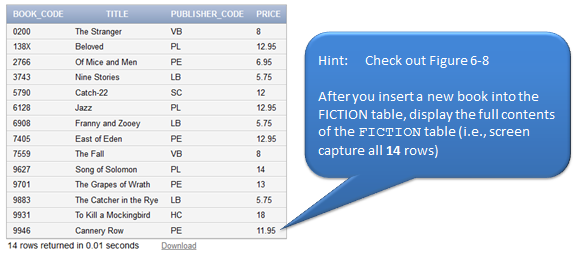 BOOK_CODE TITLE PUBLISHER_CODE PRICE
0200 The Stranger VB 8
138X Beloved PL 12.95
2766 Of Mice and Men PE 6.95
3743 Nine Stories LB 5.75
5790 Catch-22 SC 12
6128 Jazz PL 12.95
6908 Franny and Zooey LB 5.75
7405 East of Eden PE 12.95
7559 The Fall VB 8
9627 Song of Solomon PL 14
9701 The Grapes of Wrath PE 13
9883 The Catcher in the Rye LB 5.75
9931 To Kill a Mockingbird HC 18
9946 Cannery Row PE 11.95
14 rows returned in 0.01 seconds Download
Hint: Check out Figure 6-8
After you insert a new book into the
FICTION table, display the full contents
of the FICTION table (i.e., screen
capture all 14 rows)